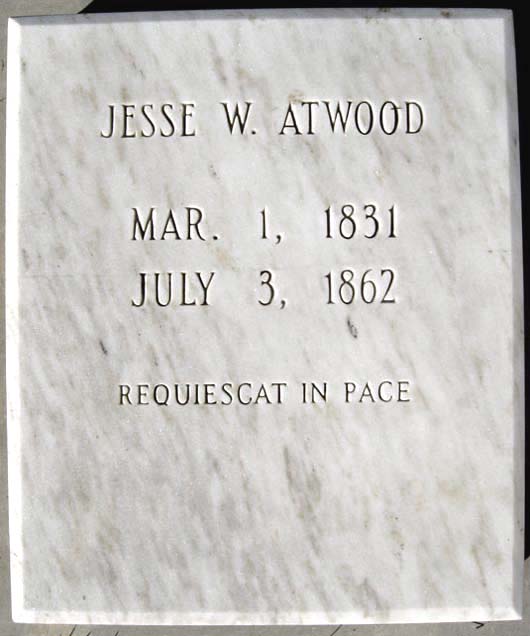 JESSE W. ATWOOD
MAR. 1, 1831
JULY 3, 1862
REQUIESCAT IN PACE